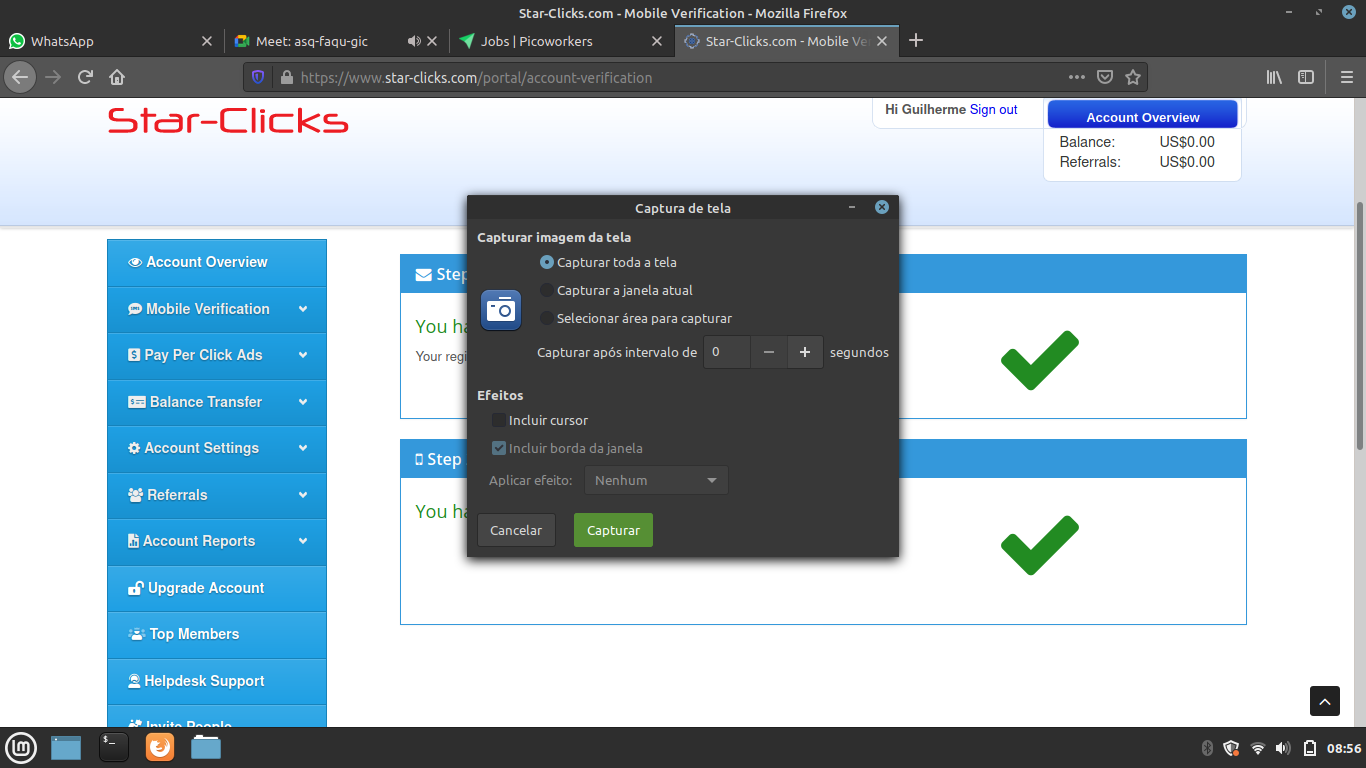 Star-Clicks.com - Mobile Verification - Mozilla Firefox
WhatsApp
Meet: asq-faqu-gic
Jobs | Picoworkers
Star-Clicks.com - Mobile Ve
https://www.star-clicks.com/portal/account-verification
Star-Clicks
Hi Guilherme Sign out
Account Overview
Balance: US$0.00
Referrals: US$0.00
Account Overview
Mobile Verification
Pay Per Click Ads
Balance Transfer
Account Settings
Referrals
Account Reports
Upgrade Account
Top Members
Helpdesk Support
Invite People
Step
You ha
Your regi
Step
You ha
Captura de tela
Capturar imagem da tela
Capturar toda a tela
Capturar a janela atual
Selecionar área para capturar
Capturar após intervalo de 0 − + segundos
Efeitos
Incluir cursor
Incluir borda da janela
Aplicar efeito: Nenhum
Cancelar
Capturar
08:56